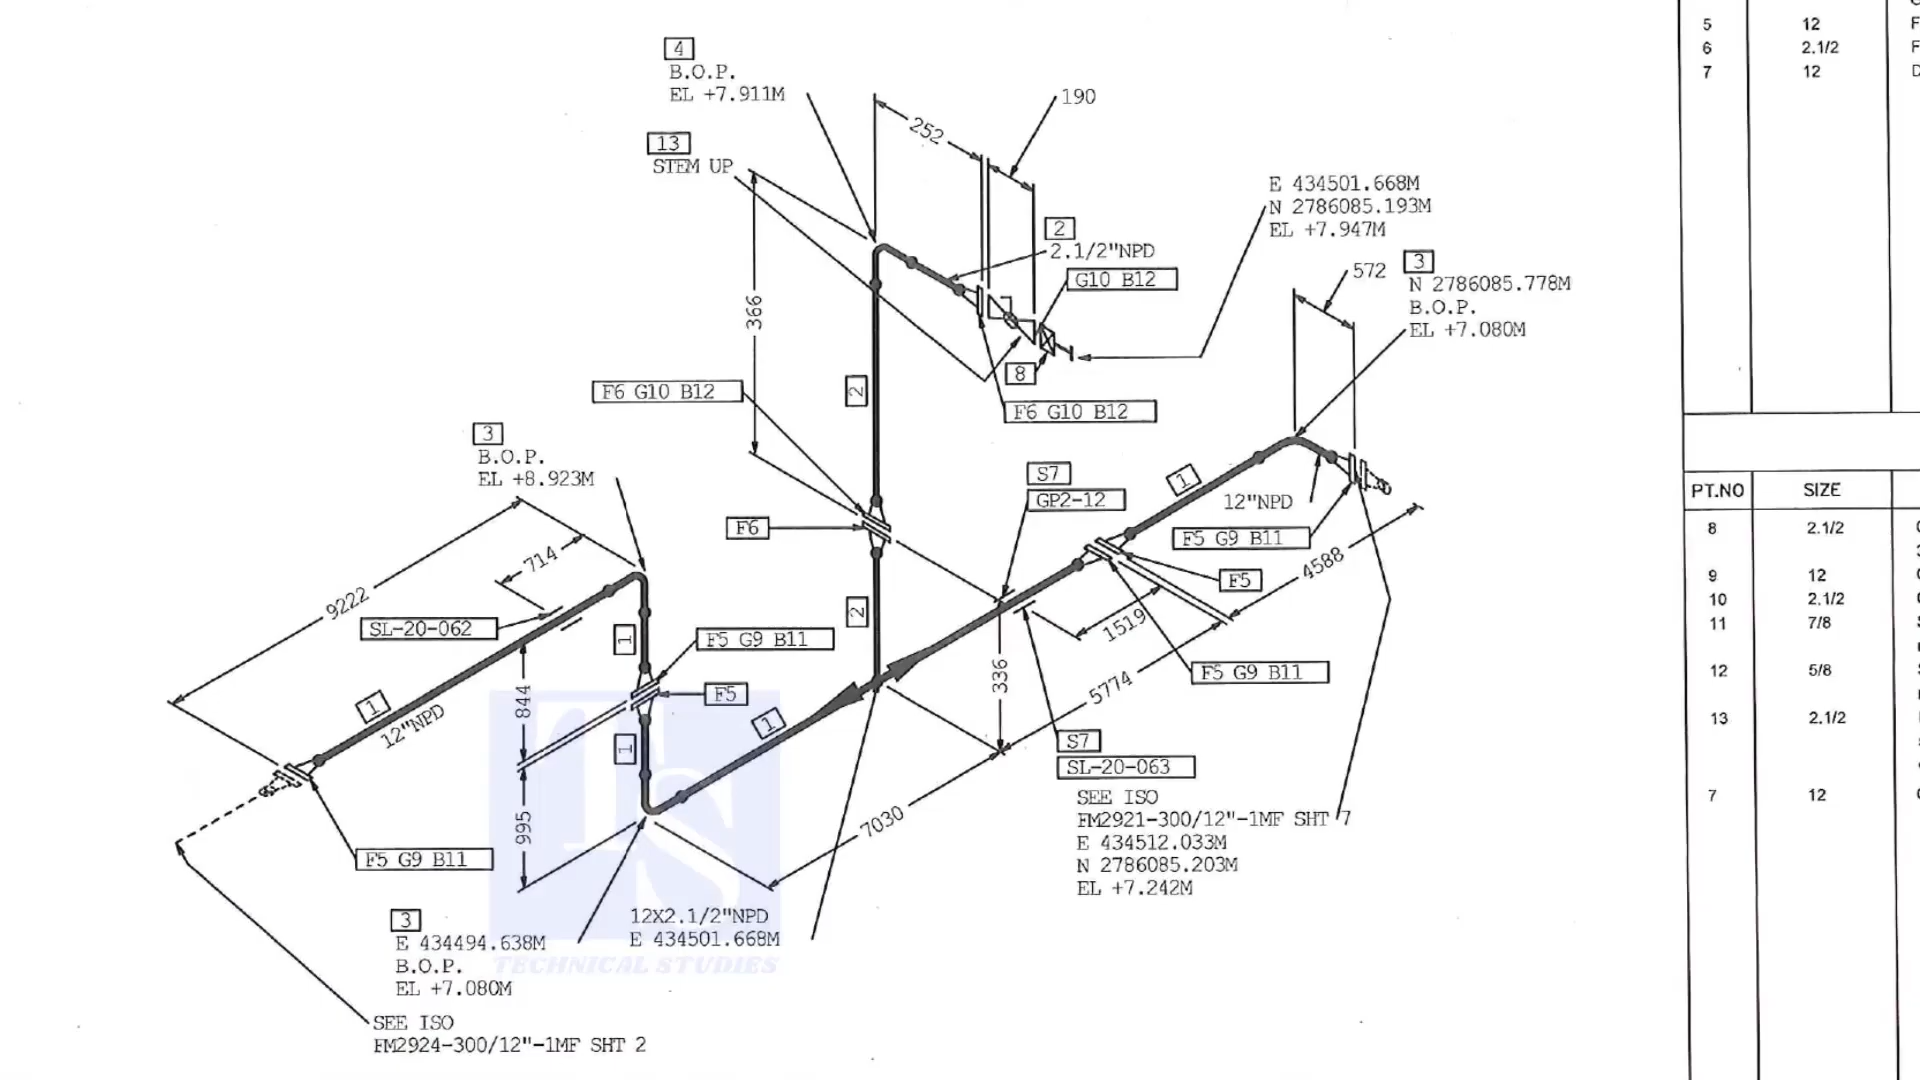 4
B.O.P.
EL +7.911M
13
STEM UP
252
190
E 434501.668M
N 2786085.193M
EL +7.947M
2
2.1/2"NPD
G10 B12
572
3
N 2786085.778M
B.O.P.
EL +7.080M
366
8
F6 G10 B12
F6 G10 B12
2
3
B.O.P.
EL +8.923M
S7
GP2-12
1
12"NPD
F5 G9 B11
F6
F5
4588
714
9222
SL-20-062
1
F5 G9 B11
2
1519
F5 G9 B11
336
5774
844
F5
1
12"NPD
1
1
S7
SL-20-063
995
7030
SEE ISO
FM2921-300/12"-1MF SHT 7
E 434512.033M
N 2786085.203M
EL +7.242M
F5 G9 B11
3
E 434494.638M
B.O.P.
EL +7.080M
12X2.1/2"NPD
E 434501.668M
TS
TECHNICAL STUDIES
SEE ISO
FM2924-300/12"-1MF SHT 2
5 12 F
6 2.1/2 F
7 12 D
PT.NO SIZE
8 2.1/2
9 12
10 2.1/2
11 7/8
12 5/8
13 2.1/2
7 12